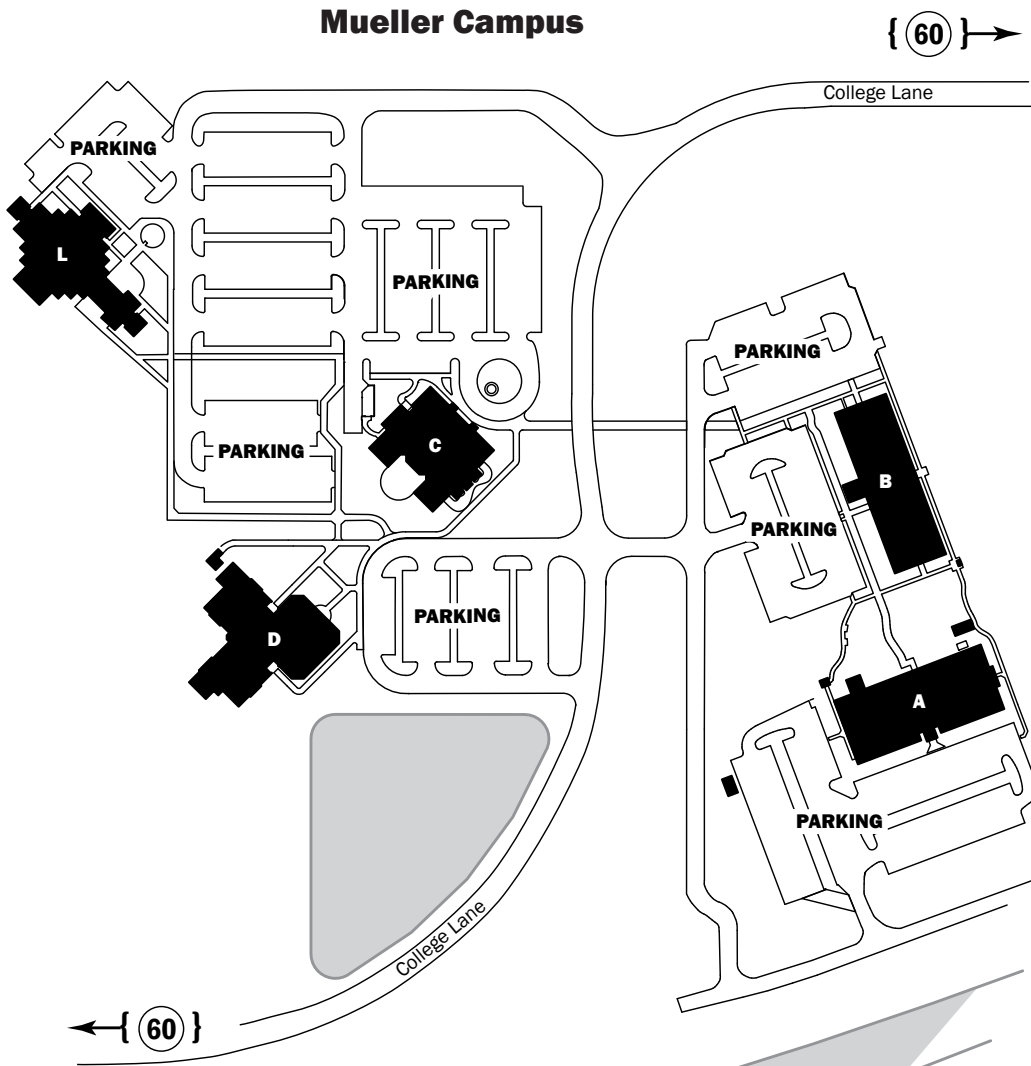 Mueller Campus
{ 60 }
College Lane
PARKING
L
PARKING
PARKING
C
PARKING
B
PARKING
PARKING
D
A
PARKING
College Lane
{ 60 }